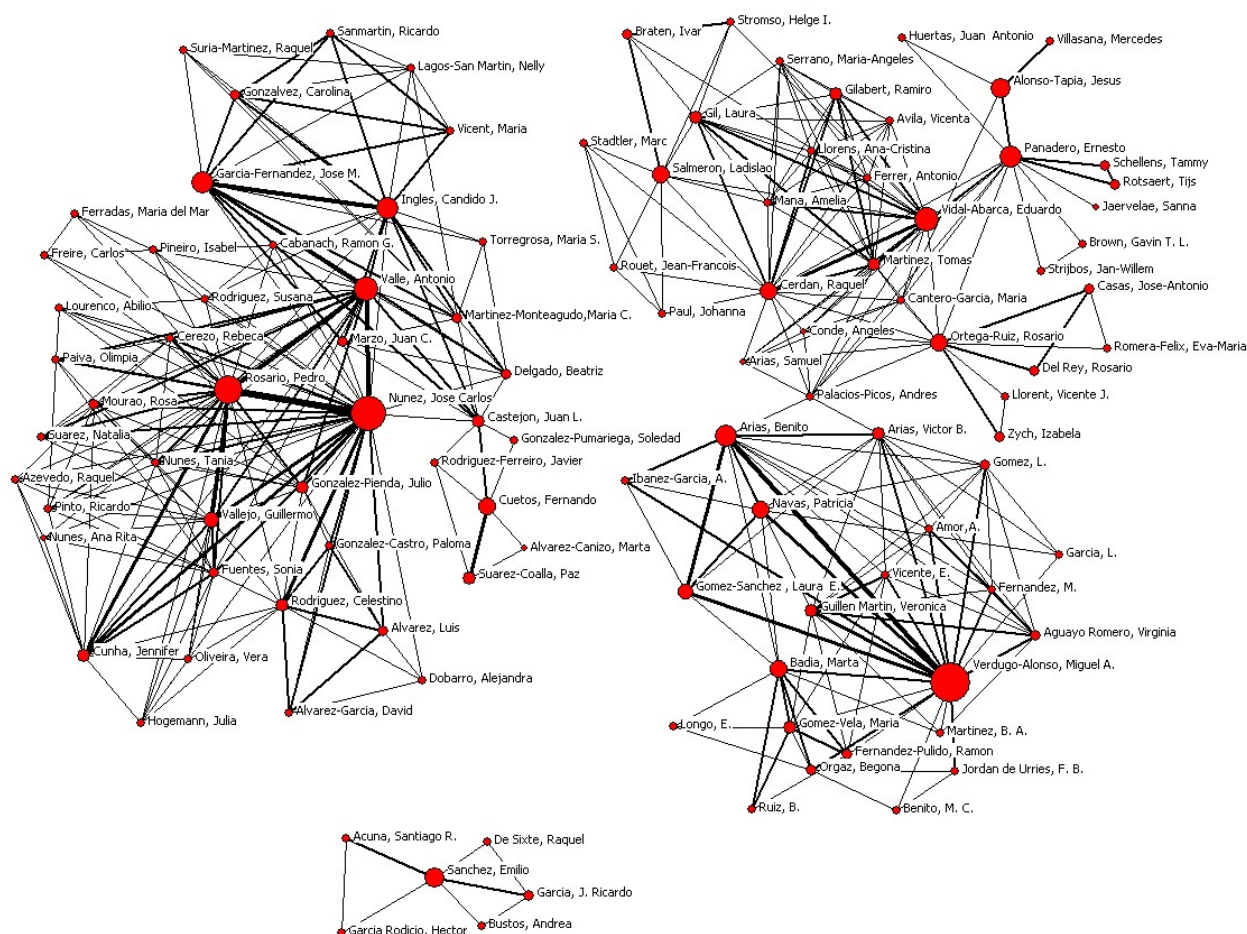 Sanmartin, Ricardo
Suria-Martinez, Raquel
Lagos-San Martin, Nelly
Gonzalvez, Carolina
Vicent, Maria
Garcia-Fernandez, Jose M.
Ingles, Candido J.
Ferradas, Maria del Mar
Freire, Carlos
Pineiro, Isabel
Cabanach, Ramon G.
Torregrosa, Maria S.
Valle, Antonio
Lourenco, Abilio
Rodriguez, Susana
Martinez-Monteagudo,Maria C.
Cerezo, Rebeca
Marzo, Juan C.
Paiva, Olimpia
Rosario, Pedro
Delgado, Beatriz
Mourao, Rosa
Nunez, Jose Carlos
Castejon, Juan L.
Suarez, Natalia
Gonzalez-Pumariega, Soledad
Nunes, Tania
Rodriguez-Ferreiro, Javier
Azevedo, Raquel
Gonzalez-Pienda, Julio
Pinto, Ricardo
Vallejo, Guillermo
Cuetos, Fernando
Nunes, Ana Rita
Gonzalez-Castro, Paloma
Alvarez-Canizo, Marta
Fuentes, Sonia
Suarez-Coalla, Paz
Rodriguez, Celestino
Cunha, Jennifer
Oliveira, Vera
Alvarez, Luis
Dobarro, Alejandra
Hogemann, Julia
Alvarez-Garcia, David
Stromso, Helge I.
Braten, Ivar
Huertas, Juan Antonio
Villasana, Mercedes
Serrano, Maria-Angeles
Alonso-Tapia, Jesus
Gilabert, Ramiro
Gil, Laura
Avila, Vicenta
Stadtler, Marc
Llorens, Ana-Cristina
Panadero, Ernesto
Salmeron, Ladislao
Ferrer, Antonio
Schellens, Tammy
Rotsaert, Tijs
Mana, Amelia
Vidal-Abarca, Eduardo
Jaervelae, Sanna
Brown, Gavin T. L.
Rouet, Jean-Francois
Martinez, Tomas
Strijbos, Jan-Willem
Cerdan, Raquel
Cantero-Garcia, Maria
Casas, Jose-Antonio
Paul, Johanna
Conde, Angeles
Ortega-Ruiz, Rosario
Romera-Felix, Eva-Maria
Arias, Samuel
Del Rey, Rosario
Palacios-Picos, Andres
Llorent, Vicente J.
Arias, Benito
Arias, Victor B.
Zych, Izabela
Ibanez-Garcia, A.
Gomez, L.
Navas, Patricia
Amor,A.
Garcia, L.
Vicente, E.
Gomez-Sanchez , Laura E.
Fernandez, M.
Guillen Martin, Veronica
Aguayo Romero, Virginia
Badia, Marta
Verdugo-Alonso, Miguel A.
Longo, E.
Gomez-Vela, Maria
Martinez, B. A.
Fernandez-Pulido, Ramon
Orgaz, Begona
Jordan de Urries, F. B.
Ruiz, B.
Benito, M. C.
Acuna, Santiago R.
De Sixte, Raquel
Sanchez, Emilio
Garcia, J. Ricardo
Bustos, Andrea
Garcia Rodicio, Hector